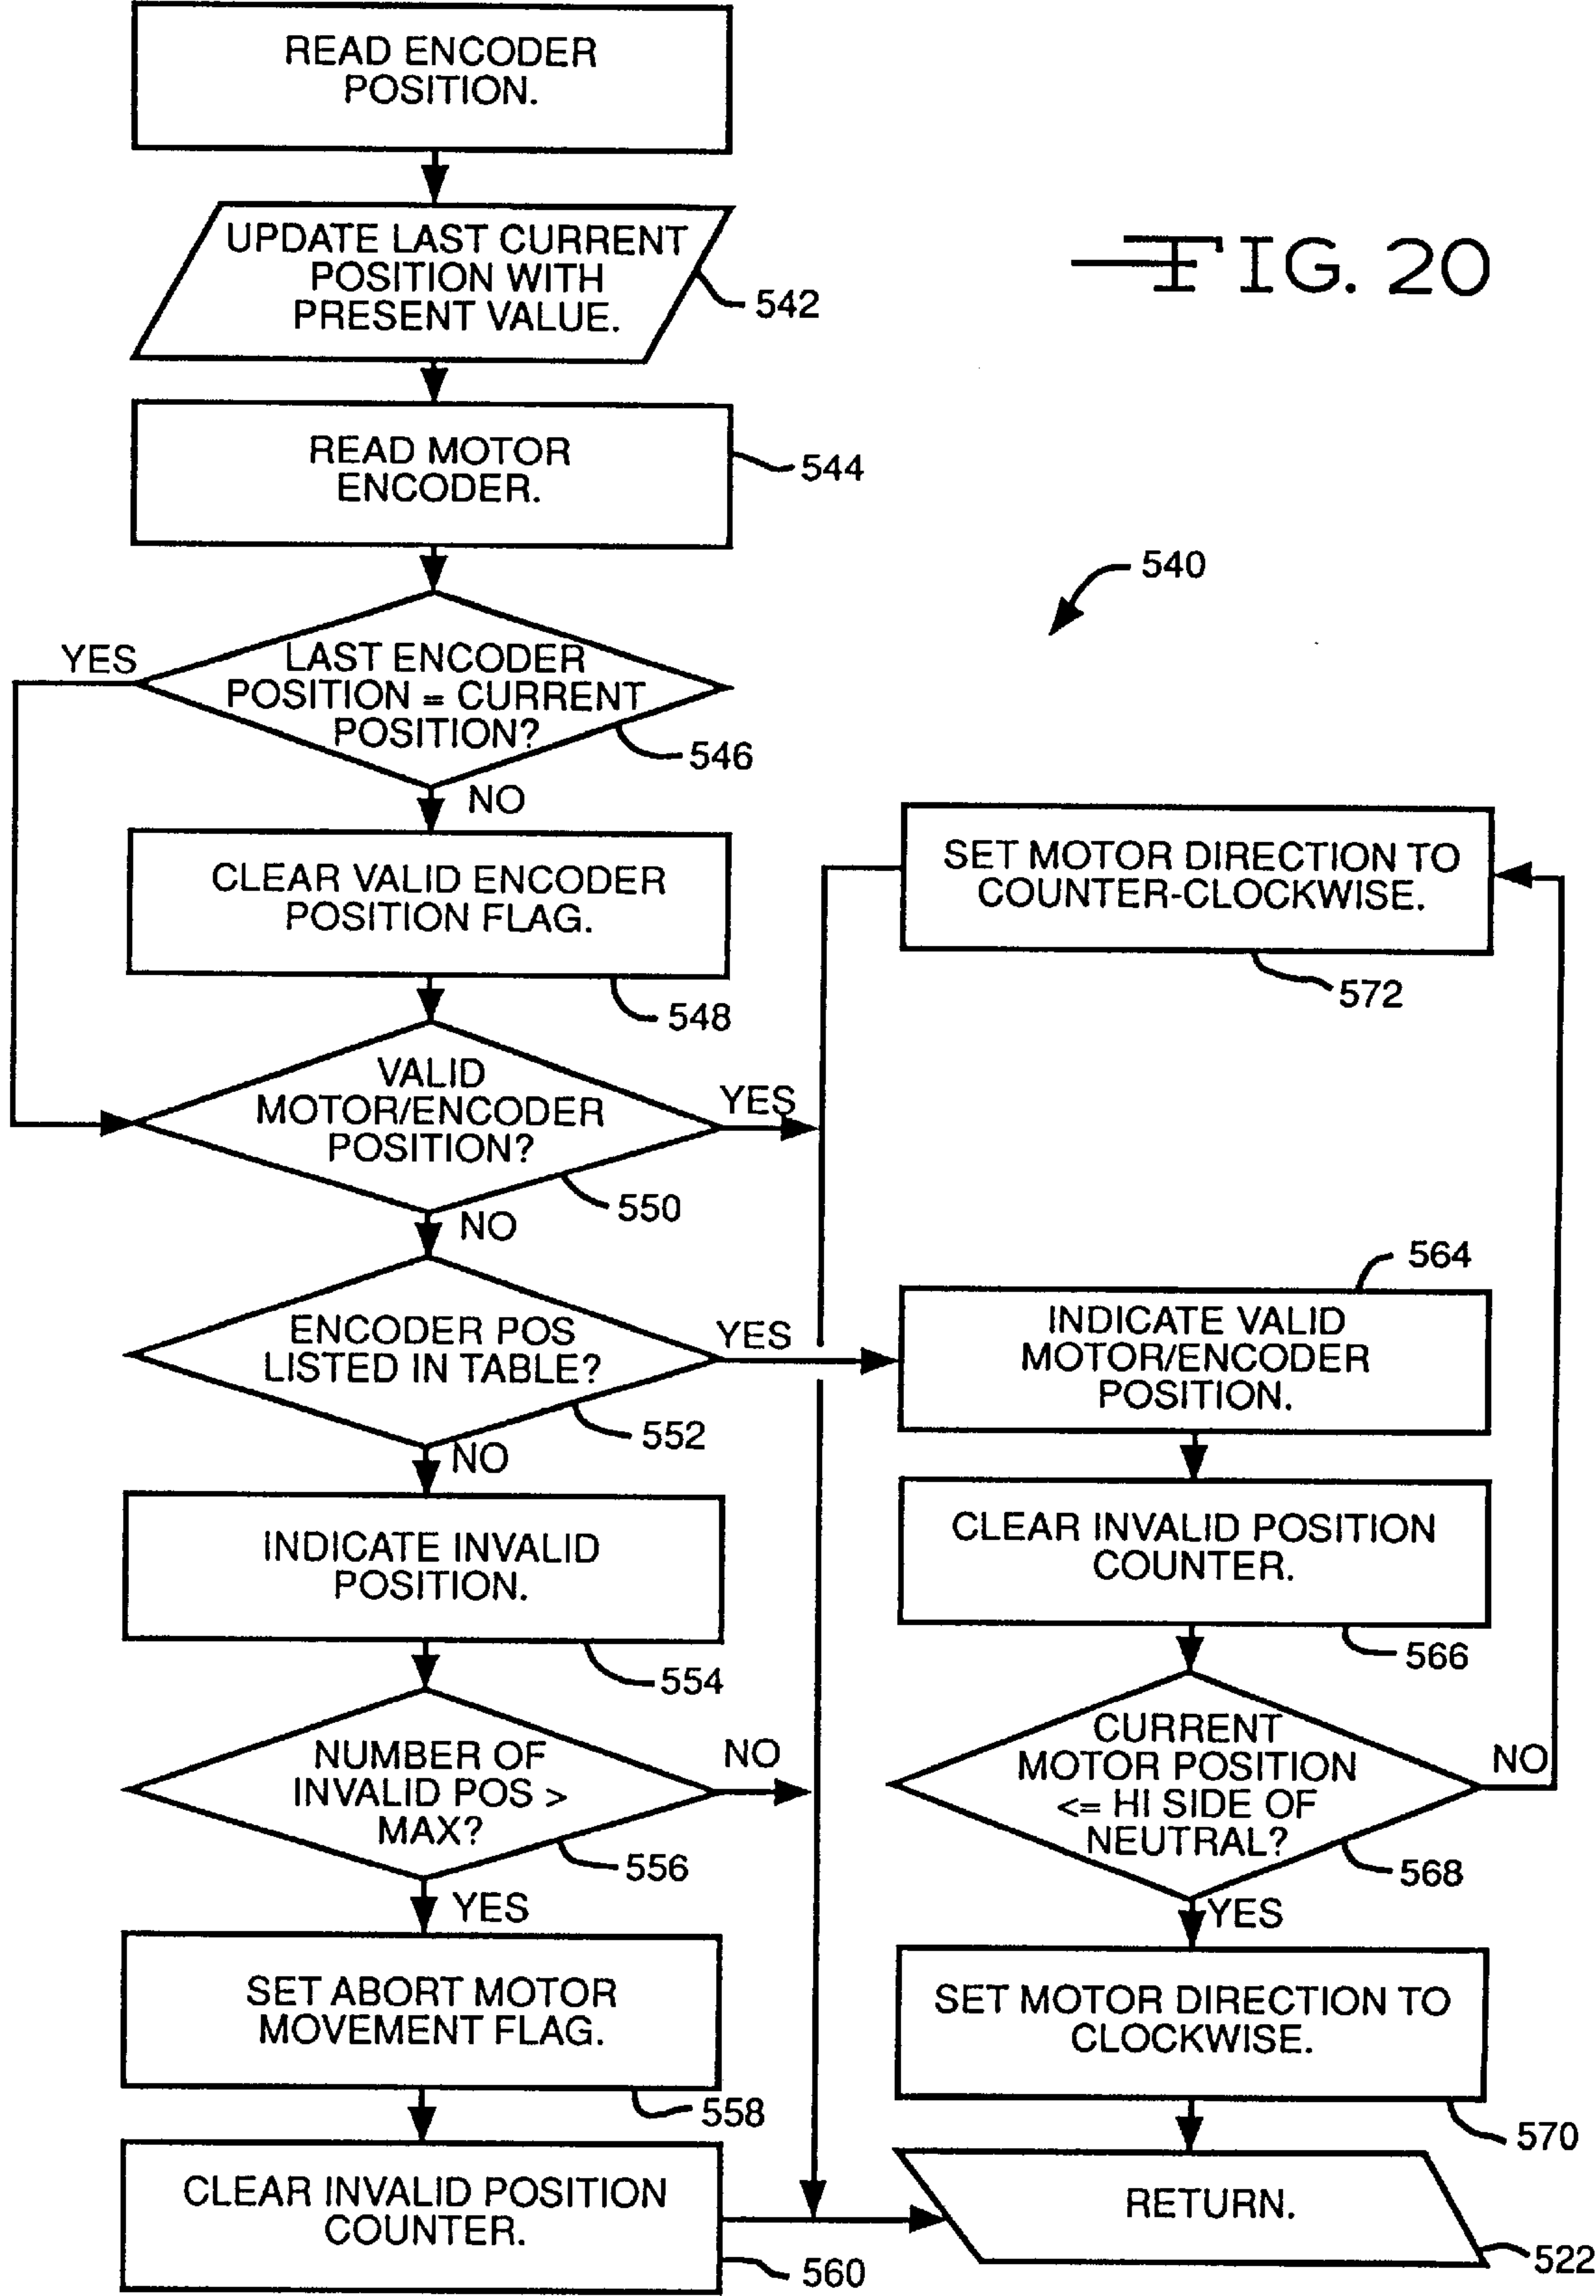 READ ENCODER
POSITION.
UPDATE LAST CURRENT
POSITION WITH
PRESENT VALUE.
542
FIG. 20
READ MOTOR
ENCODER.
544
540
YES
LAST ENCODER
POSITION = CURRENT
POSITION?
546
NO
CLEAR VALID ENCODER
POSITION FLAG.
548
SET MOTOR DIRECTION TO
COUNTER-CLOCKWISE.
572
VALID
MOTOR/ENCODER
POSITION?
YES
550
NO
ENCODER POS
LISTED IN TABLE?
YES
552
NO
564
INDICATE VALID
MOTOR/ENCODER
POSITION.
INDICATE INVALID
POSITION.
554
CLEAR INVALID POSITION
COUNTER.
566
NUMBER OF
INVALID POS >
MAX?
NO
556
YES
CURRENT
MOTOR POSITION
<= HI SIDE OF
NEUTRAL?
NO
568
YES
SET ABORT MOTOR
MOVEMENT FLAG.
558
SET MOTOR DIRECTION TO
CLOCKWISE.
570
CLEAR INVALID POSITION
COUNTER.
560
RETURN.
522